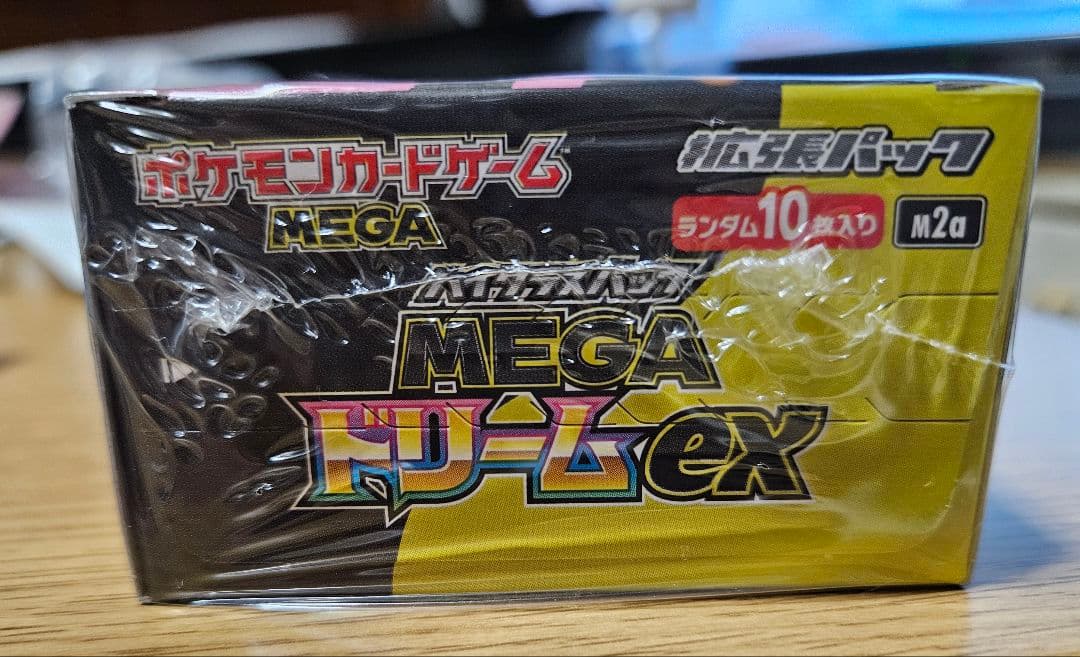 ポケモンカードゲーム™
MEGA
拡張パック
ランダム10枚入り
M2a
ハイクラスパック
MEGA
ドリームex